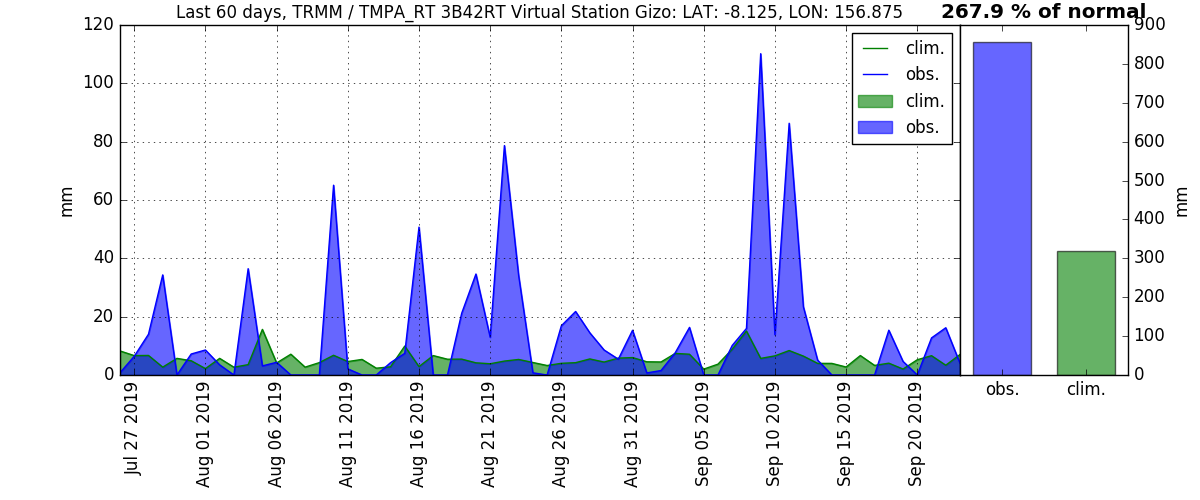 Last 60 days, TRMM / TMPA_RT 3B42RT Virtual Station Gizo: LAT: -8.125, LON: 156.875
267.9 % of normal
120
100
80
60
40
20
0
mm
clim.
obs.
clim.
obs.
Jul 27 2019
Aug 01 2019
Aug 06 2019
Aug 11 2019
Aug 16 2019
Aug 21 2019
Aug 26 2019
Aug 31 2019
Sep 05 2019
Sep 10 2019
Sep 15 2019
Sep 20 2019
900
800
700
600
500
400
300
200
100
0
mm
obs.
clim.